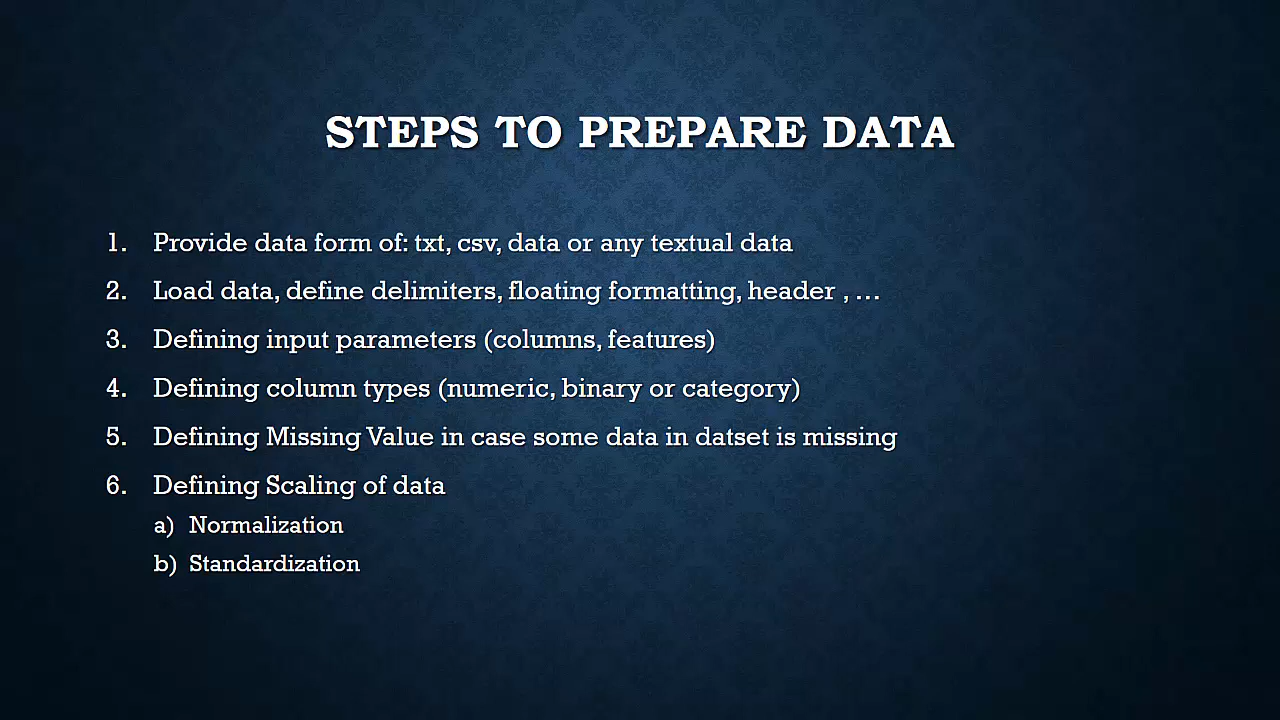 STEPS TO PREPARE DATA
1. Provide data form of: txt, csv, data or any textual data
2. Load data, define delimiters, floating formatting, header , ...
3. Defining input parameters (columns, features)
4. Defining column types (numeric, binary or category)
5. Defining Missing Value in case some data in datset is missing
6. Defining Scaling of data
a) Normalization
b) Standardization